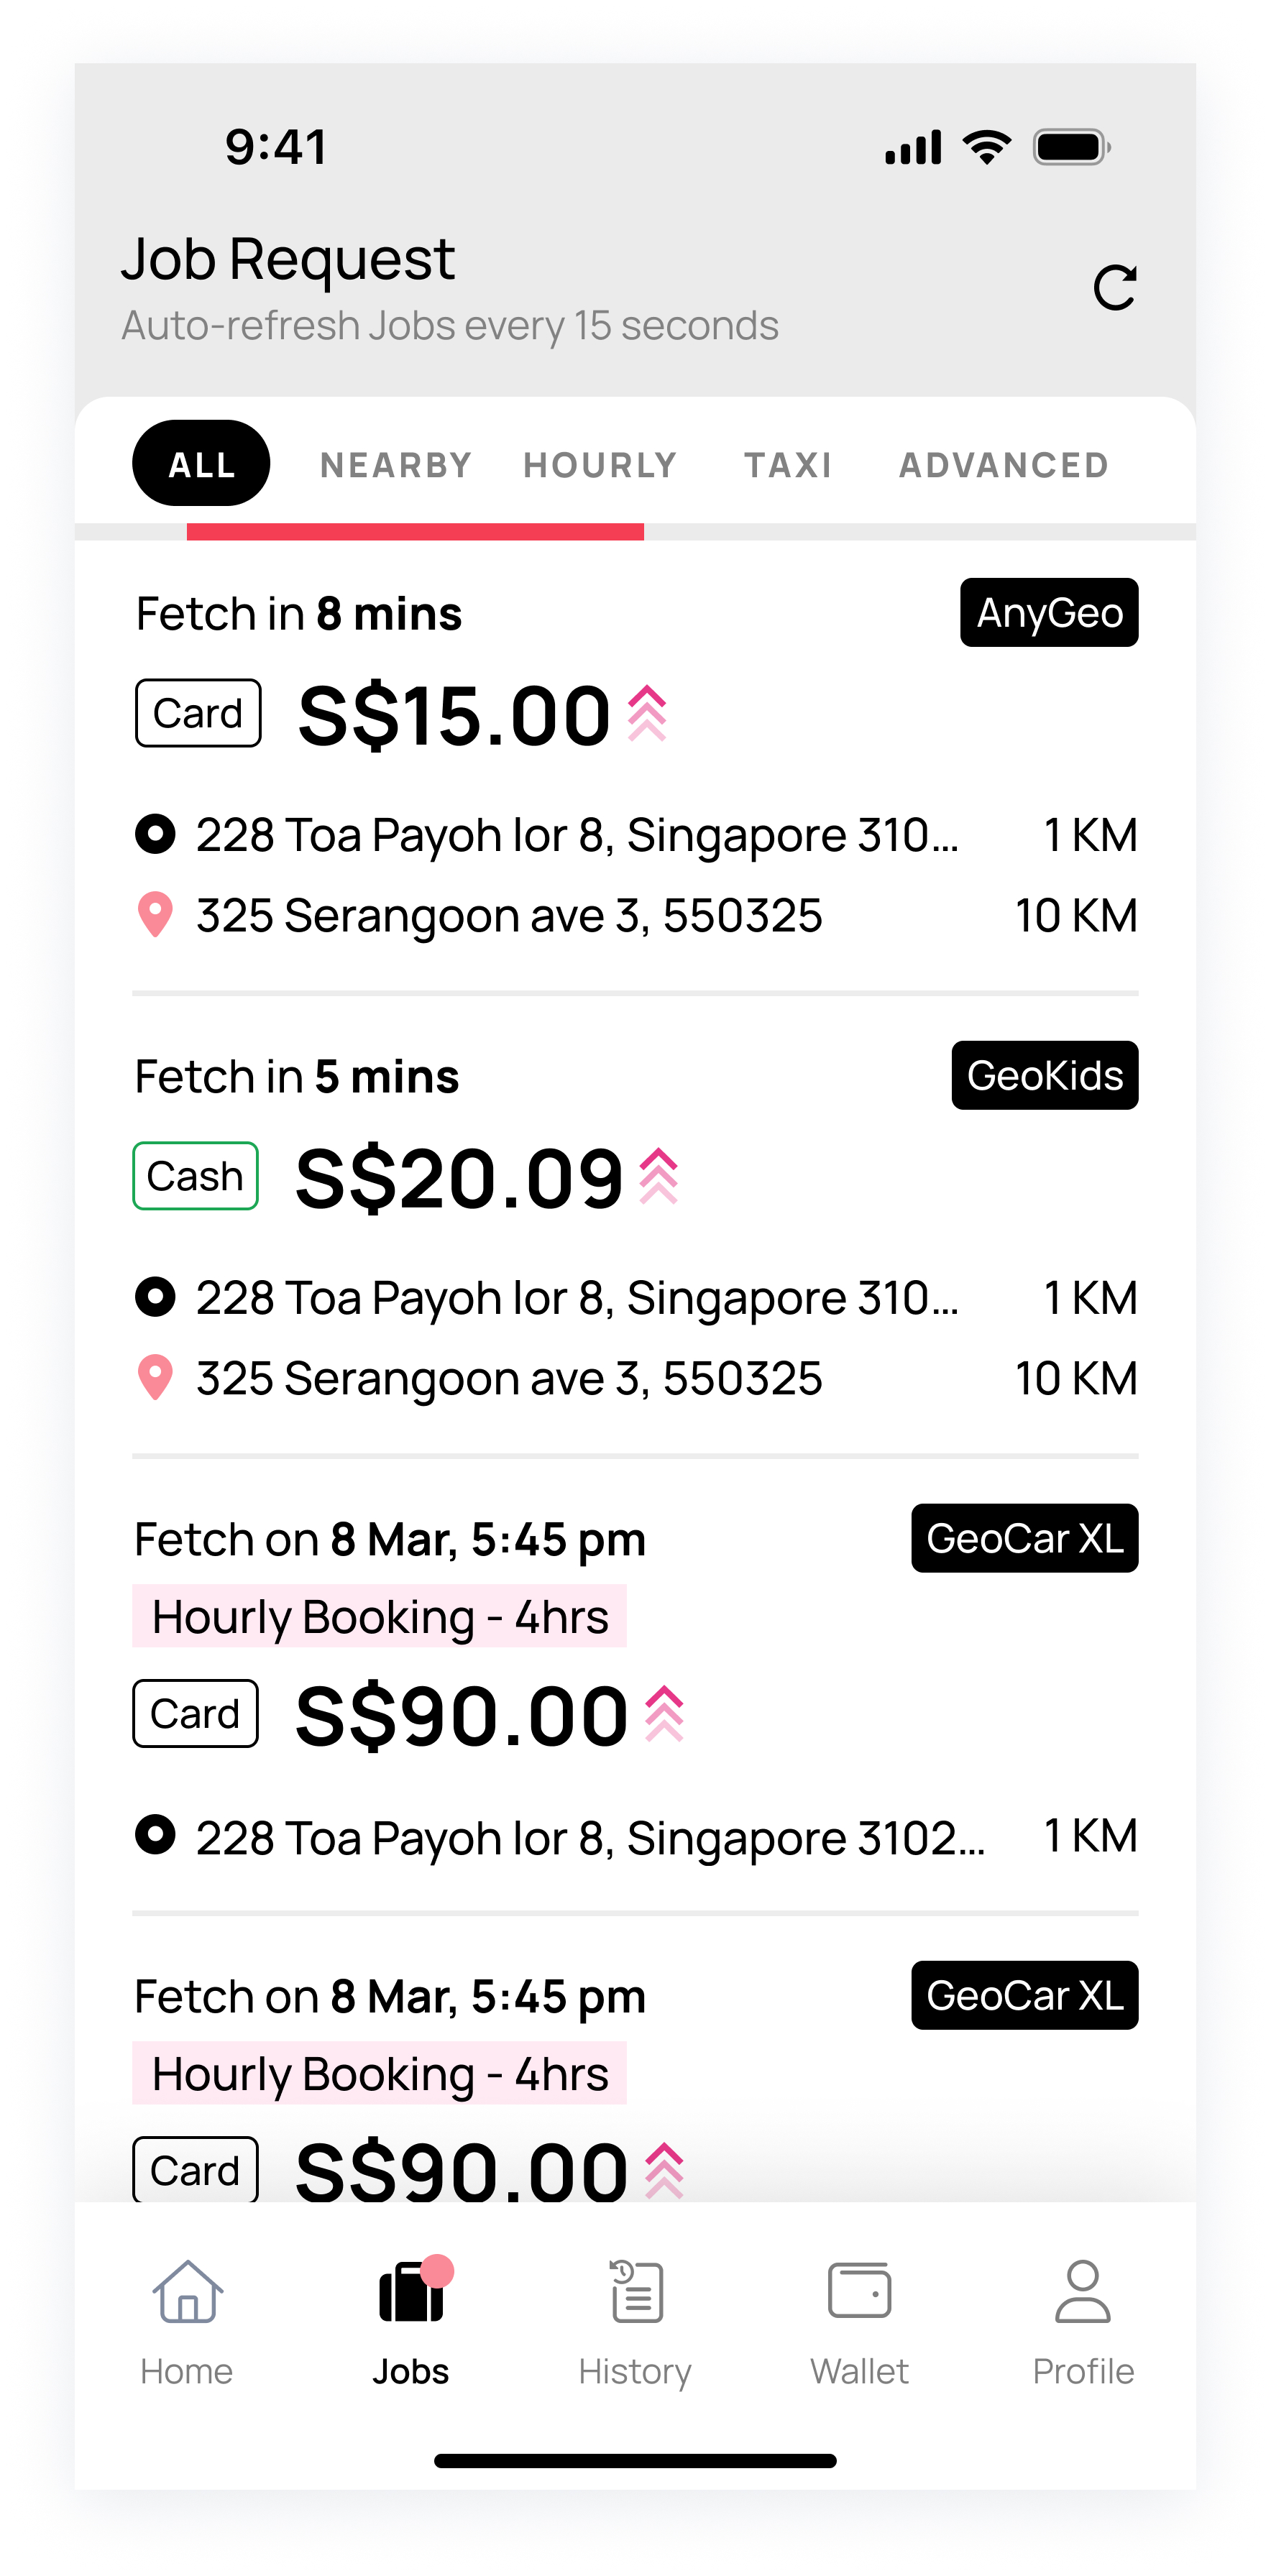 9:41
Job Request
Auto-refresh Jobs every 15 seconds
ALL NEARBY HOURLY TAXI ADVANCED
Fetch in 8 mins AnyGeo
Card S$15.00
228 Toa Payoh lor 8, Singapore 310... 1 KM
325 Serangoon ave 3, 550325 10 KM
Fetch in 5 mins GeoKids
Cash S$20.09
228 Toa Payoh lor 8, Singapore 310... 1 KM
325 Serangoon ave 3, 550325 10 KM
Fetch on 8 Mar, 5:45 pm GeoCar XL
Hourly Booking - 4hrs
Card S$90.00
228 Toa Payoh lor 8, Singapore 3102... 1 KM
Fetch on 8 Mar, 5:45 pm GeoCar XL
Hourly Booking - 4hrs
Card S$90.00
Home Jobs History Wallet Profile